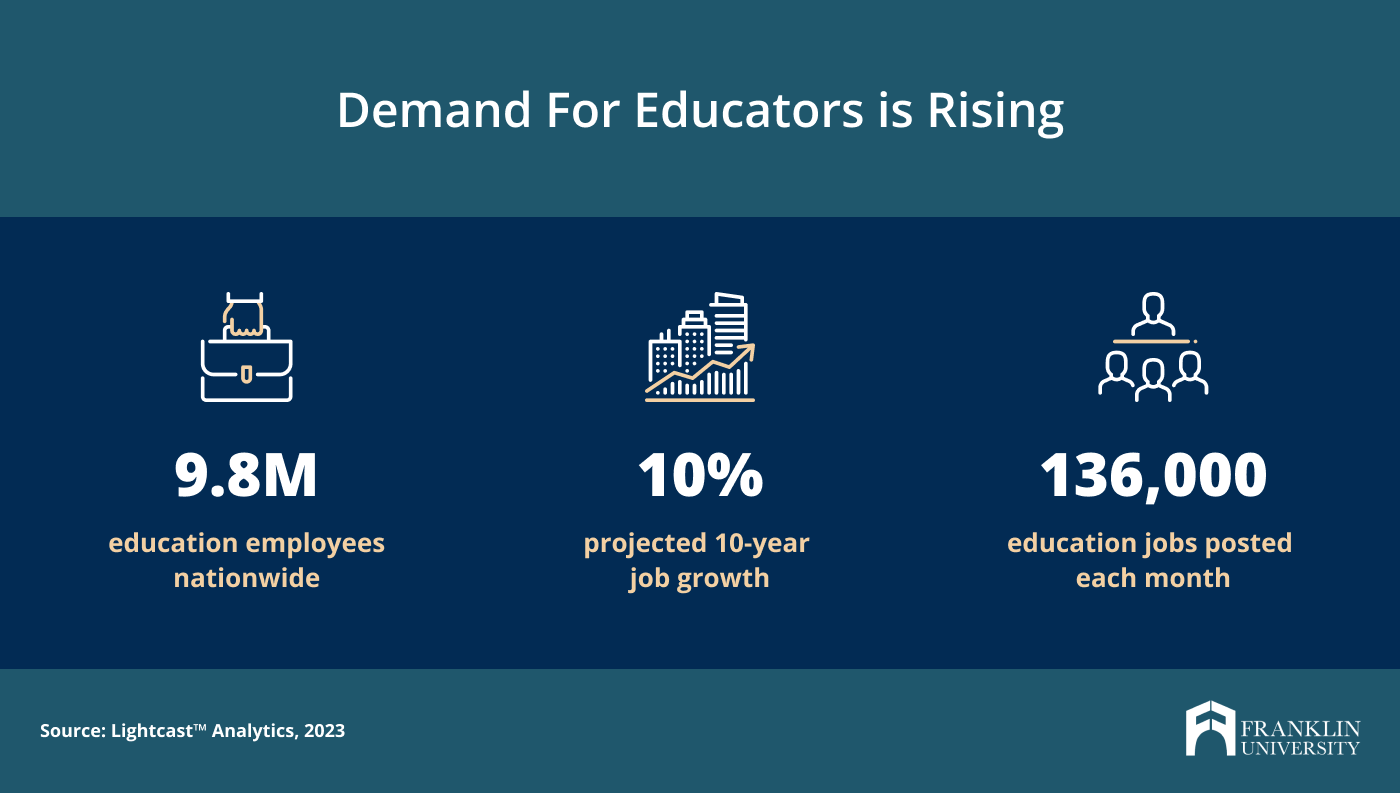 Demand For Educators is Rising
9.8M
education employees
nationwide
10%
projected 10-year
job growth
136,000
education jobs posted
each month
Source: Lightcast™ Analytics, 2023
FRANKLIN
UNIVERSITY